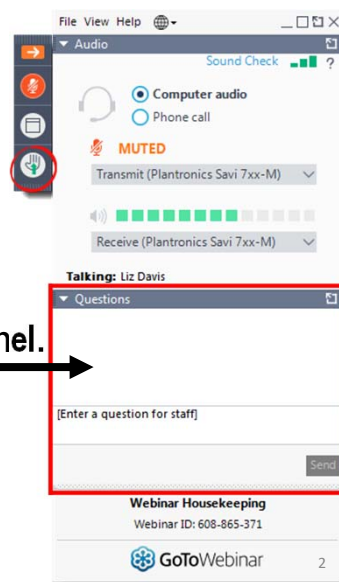 File View Help
Audio
Sound Check ?
Computer audio
Phone call
MUTED
Transmit (Plantronics Savi 7xx-M)
Receive (Plantronics Savi 7xx-M)
Talking: Liz Davis
Questions
nel.
[Enter a question for staff]
Send
Webinar Housekeeping
Webinar ID: 608-865-371
GoToWebinar
2